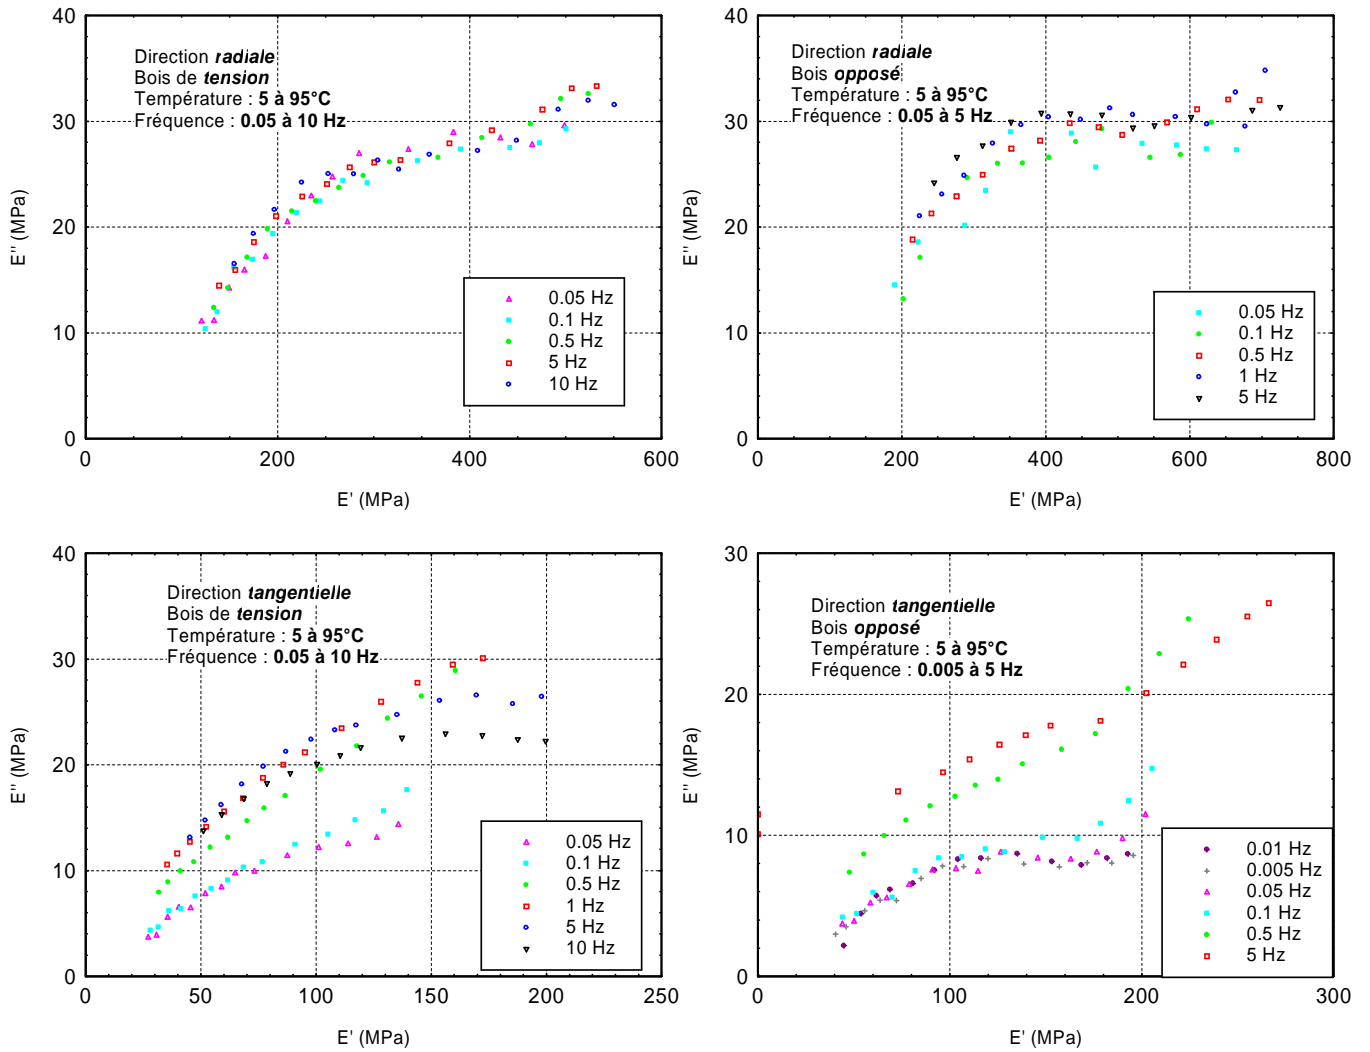 Direction radiale
Bois de tension
Température : 5 à 95°C
Fréquence : 0.05 à 10 Hz
40
30
20
10
0
E'' (MPa)
0.05 Hz
0.1 Hz
0.5 Hz
5 Hz
10 Hz
0
200
400
600
E' (MPa)
Direction radiale
Bois opposé
Température : 5 à 95°C
Fréquence : 0.05 à 5 Hz
40
30
20
10
0
E'' (MPa)
0.05 Hz
0.1 Hz
0.5 Hz
1 Hz
5 Hz
0
200
400
600
800
E' (MPa)
Direction tangentielle
Bois de tension
Température : 5 à 95°C
Fréquence : 0.05 à 10 Hz
40
30
20
10
0
E'' (MPa)
0.05 Hz
0.1 Hz
0.5 Hz
1 Hz
5 Hz
10 Hz
0
50
100
150
200
250
E' (MPa)
Direction tangentielle
Bois opposé
Température : 5 à 95°C
Fréquence : 0.005 à 5 Hz
30
20
10
0
E'' (MPa)
0.01 Hz
0.005 Hz
0.05 Hz
0.1 Hz
0.5 Hz
5 Hz
0
100
200
300
E' (MPa)